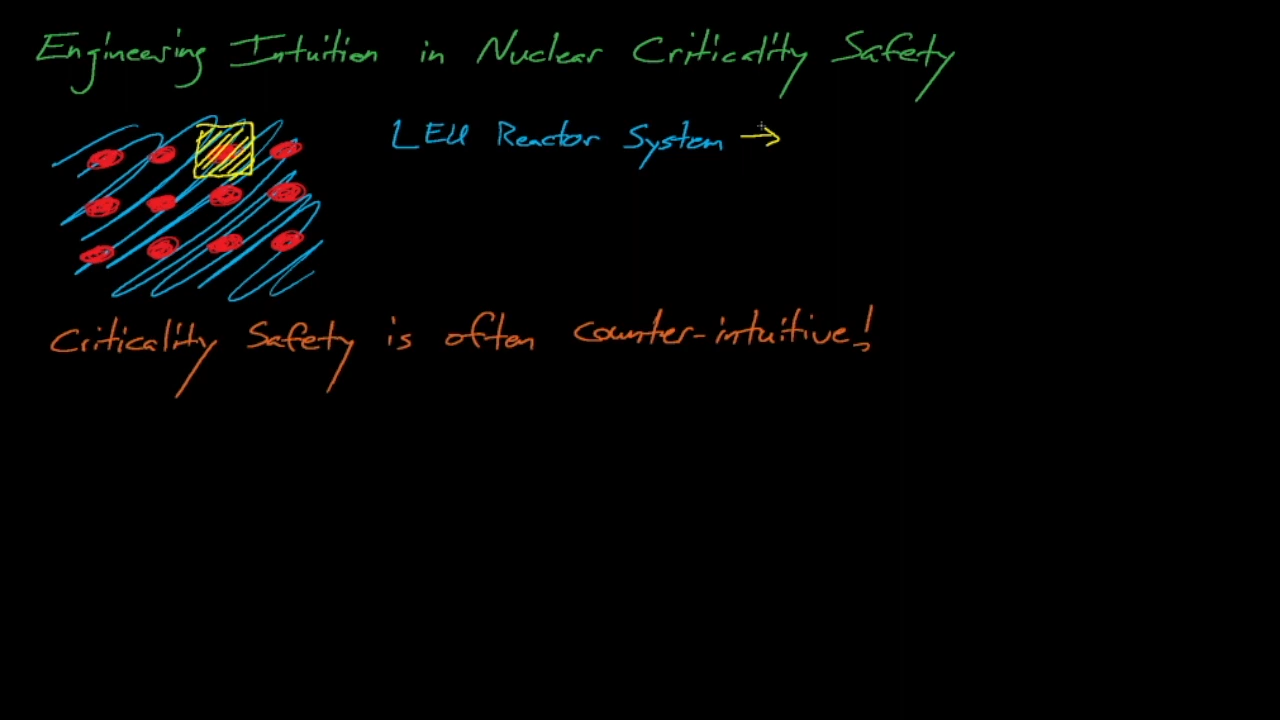 Engineering Intuition in Nuclear Criticality Safety
LEU Reactor System →
Criticality Safety is often counter-intuitive!